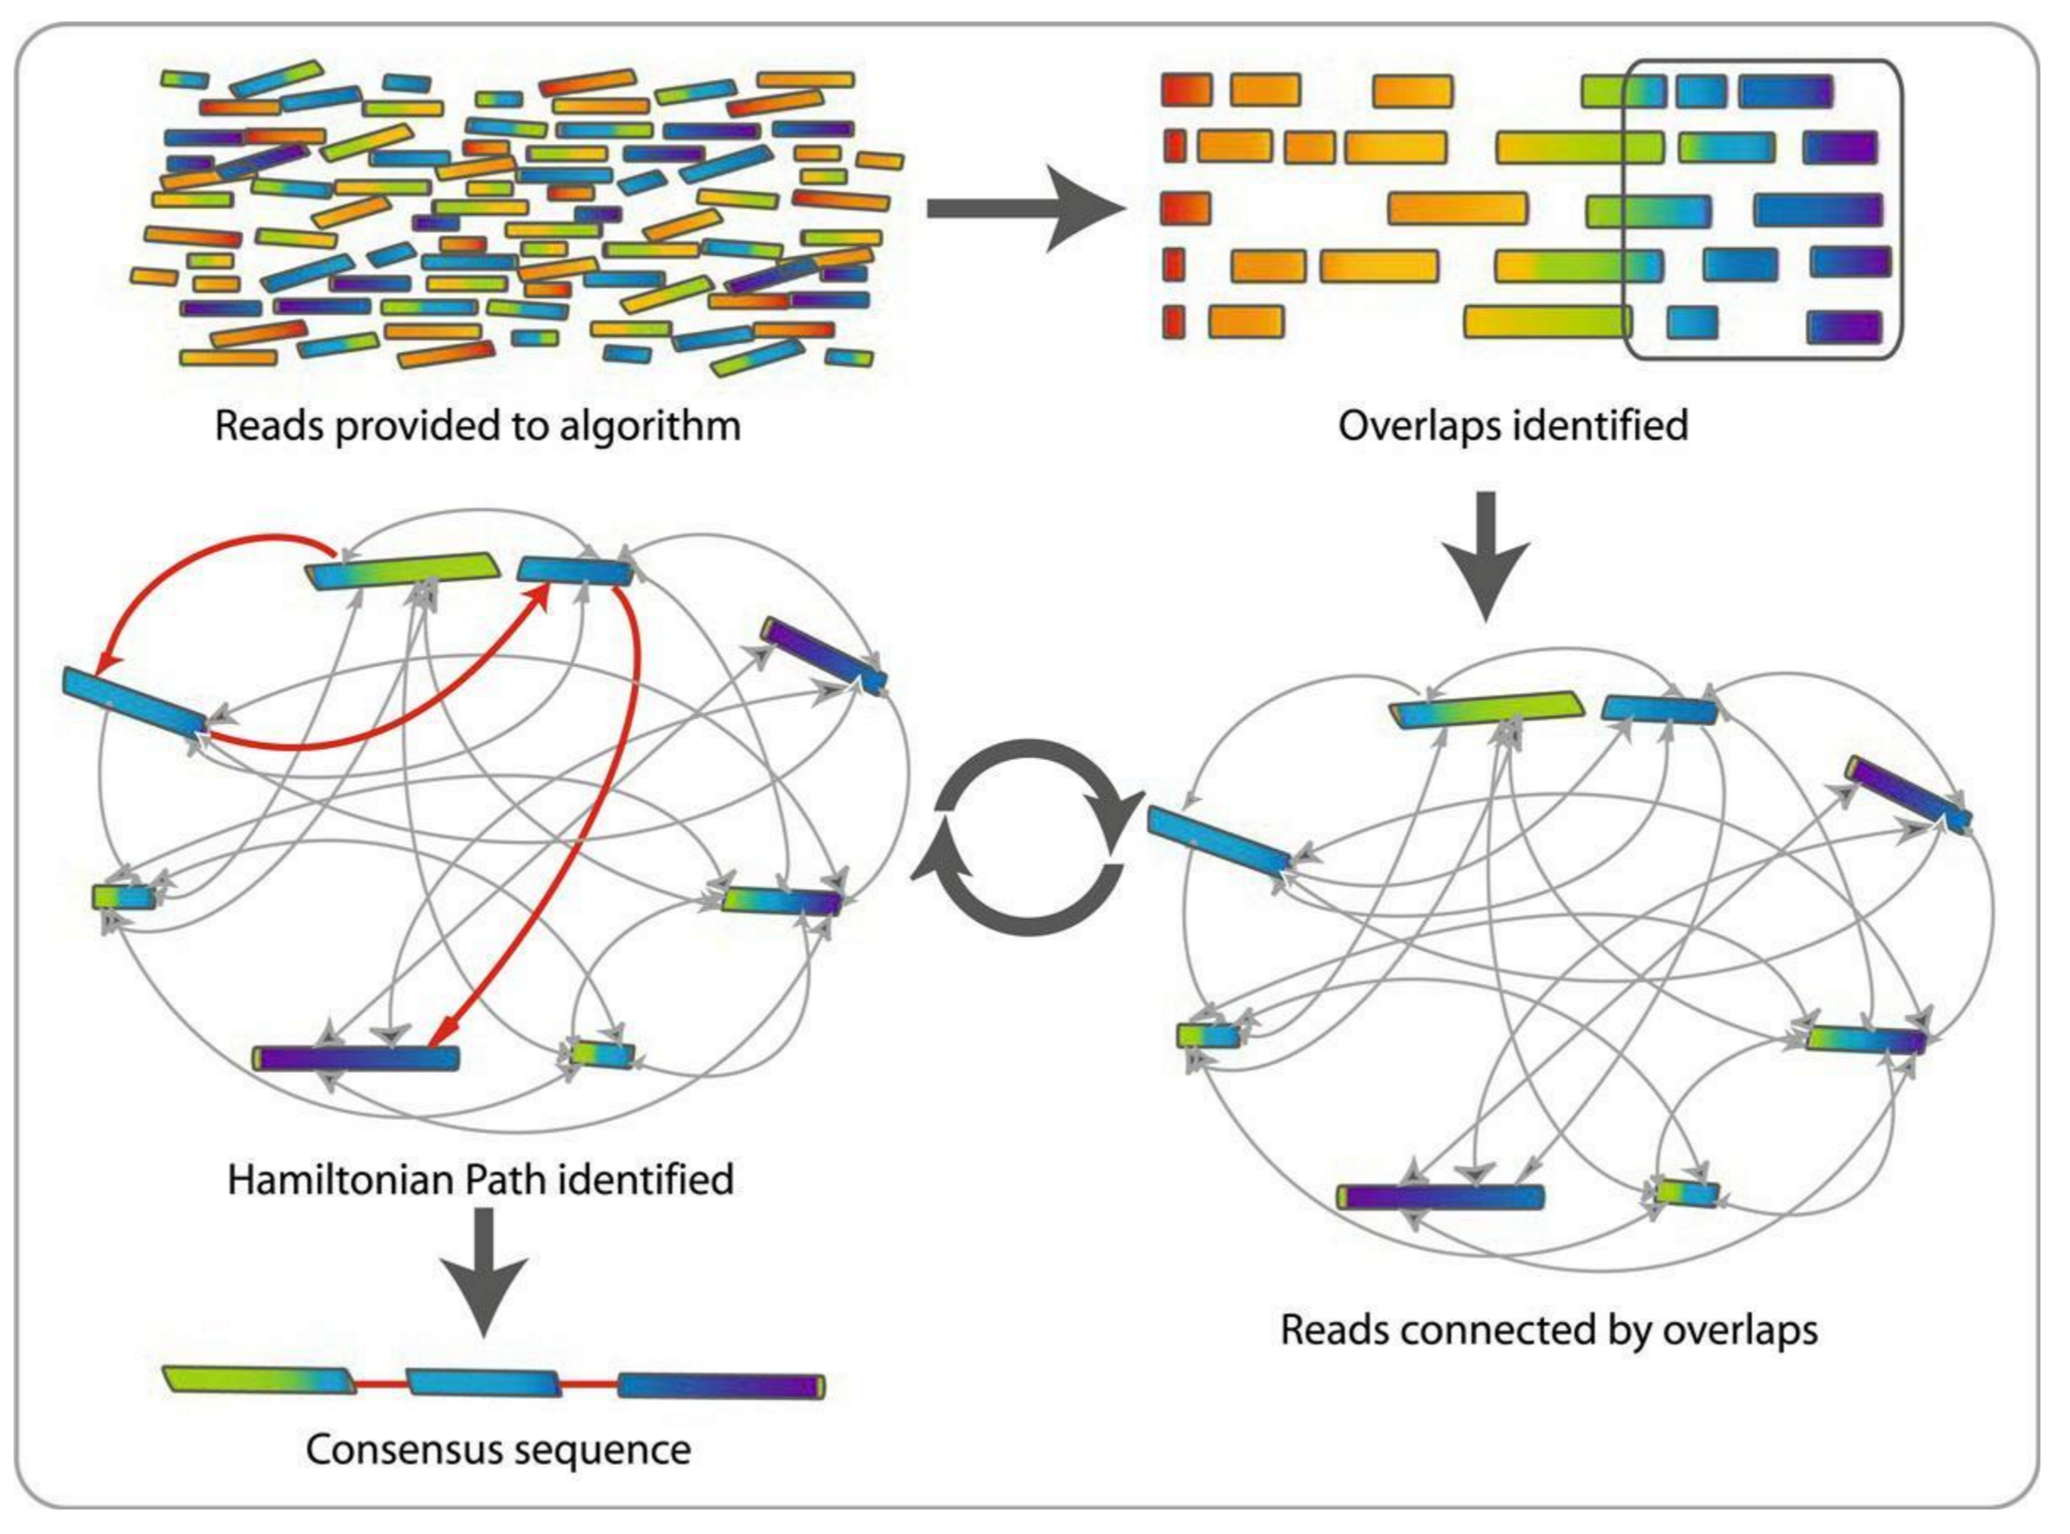 Reads provided to algorithm
Overlaps identified
Hamiltonian Path identified
Reads connected by overlaps
Consensus sequence